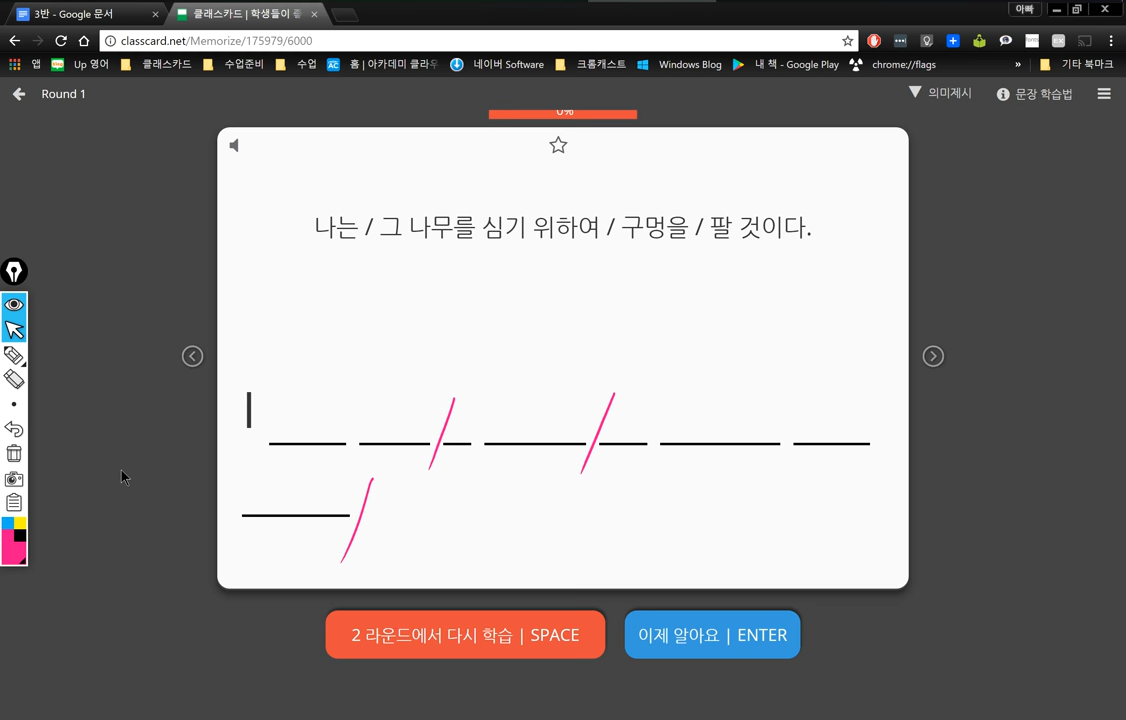 3반 - Google 문서
클래스카드 | 학생들이 좋
아빠
classcard.net/Memorize/175979/6000
앱 Up 영어 클래스카드 수업준비 수업 홈 | 아카데미 클라우 네이버 Software 크롬캐스트 Windows Blog 내 책 - Google Play chrome://flags » 기타 북마크
Round 1
의미제시
문장 학습법
0%
나는 / 그 나무를 심기 위하여 / 구멍을 / 팔 것이다.
I
2 라운드에서 다시 학습 | SPACE
이제 알아요 | ENTER